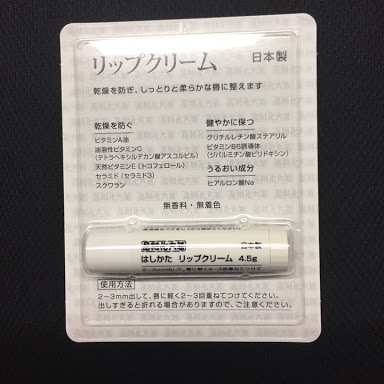 リップクリーム
日本製
乾燥を防ぎ、しっとりと柔らかな唇に整えます
乾燥を防ぐ
ビタミンA油
油溶性ビタミンC
(テトラヘキシルデカン酸アスコルビル)
天然ビタミンE(トコフェロール)
セラミド(セラミド3)
スクワラン
健やかに保つ
グリチルレチン酸ステアリル
ビタミンB6誘導体
(ジパルミチン酸ピリドキシン)
うるおい成分
ヒアルロン酸Na
無香料・無着色
日本製
はしかた リップクリーム 4.5g
使用方法
2〜3mm出して、唇に軽く2〜3回重ねてつけてください。
出しすぎると折れる場合がありますので、ご注意ください。